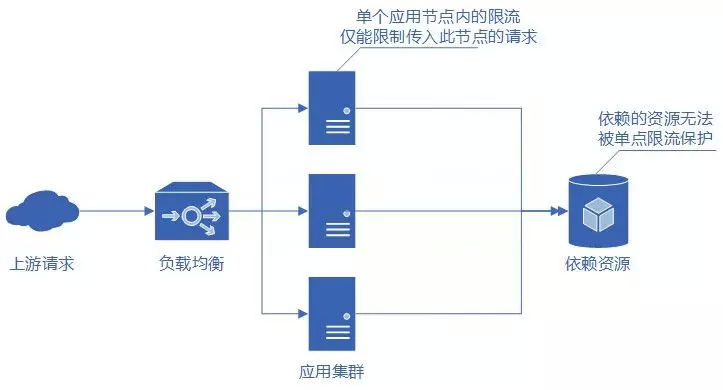 单个应用节点内的限流
仅能限制传入此节点的请求
依赖的资源无法
被单点限流保护
上游请求
负载均衡
依赖资源
应用集群